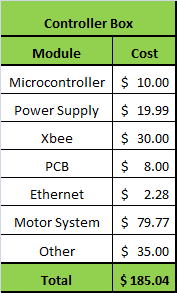 Controller Box
Module Cost
Microcontroller $ 10.00
Power Supply $ 19.99
Xbee $ 30.00
PCB $ 8.00
Ethernet $ 2.28
Motor System $ 79.77
Other $ 35.00
Total $ 185.04